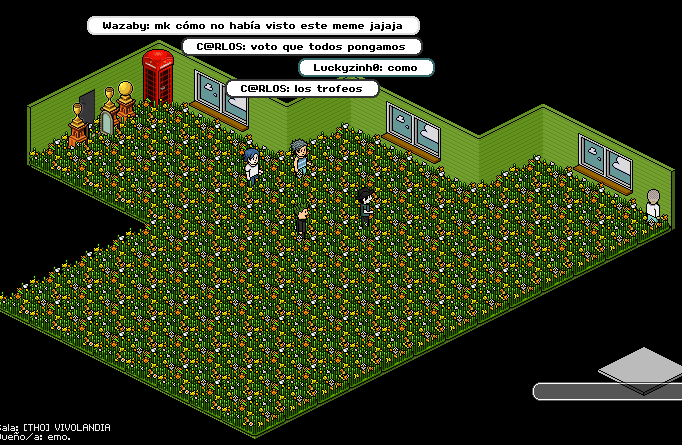 Wazaby: mk cómo no había visto este meme jajaja
C@RLOS: voto que todos pongamos
Luckyzinh0: como
C@RLOS: los trofeos
Sala: [THO] VIVOLANDIA
Dueño/a: emo.